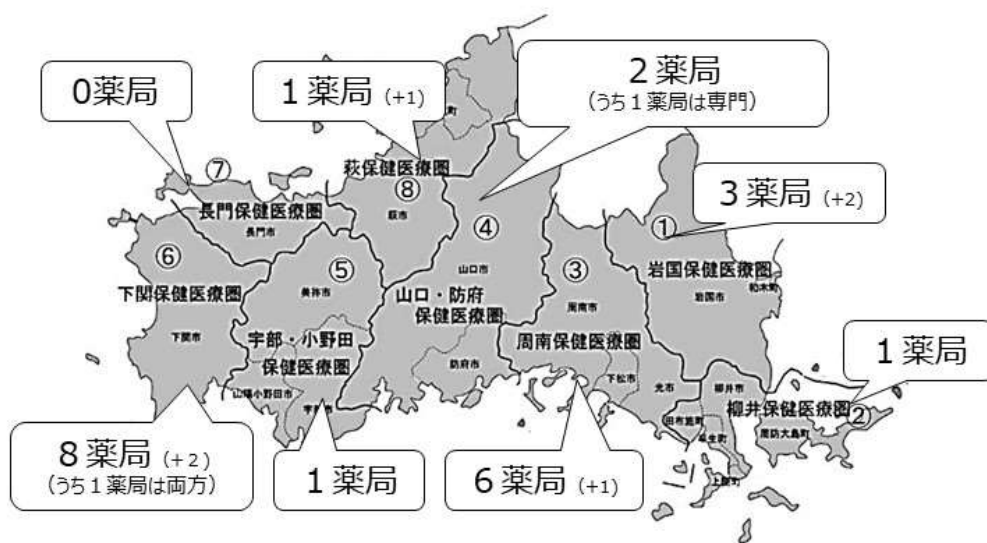 0薬局
1薬局 (+1)
2薬局
(うち1薬局は専門)
3薬局 (+2)
町
萩保健医療圏
⑧
萩市
⑦
長門保健医療圏
長門市
④
山口市
山口・防府
保健医療圏
防府市
①
岩国保健医療圏
岩国市
和木町
⑥
下関保健医療圏
下関市
⑤
美祢市
宇部・小野田
保健医療圏
山陽小野田市
③
周南市
周南保健医療圏
下松市
光市
柳井市
柳井保健医療圏
②
周防大島町
田布施町
平生町
上関町
1薬局
8薬局 (+2)
(うち1薬局は両方)
1薬局
6薬局 (+1)